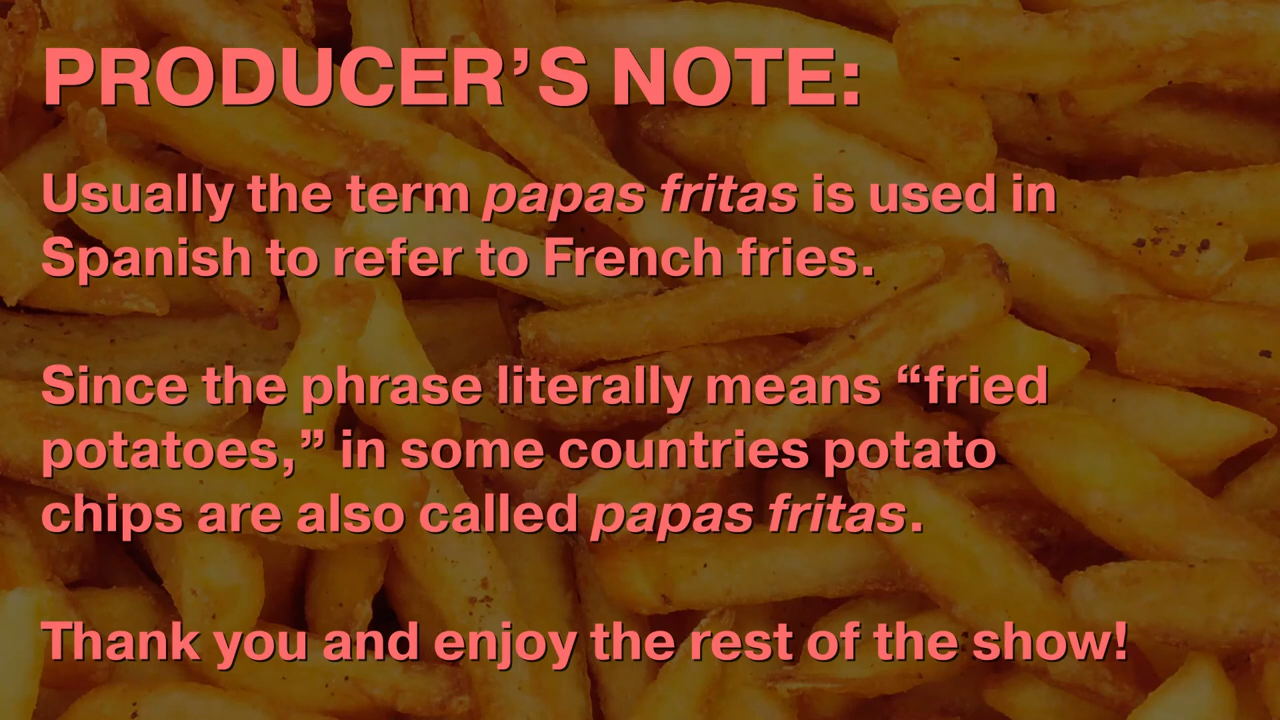 PRODUCER’S NOTE:
Usually the term papas fritas is used in
Spanish to refer to French fries.
Since the phrase literally means “fried
potatoes,” in some countries potato
chips are also called papas fritas.
Thank you and enjoy the rest of the show!